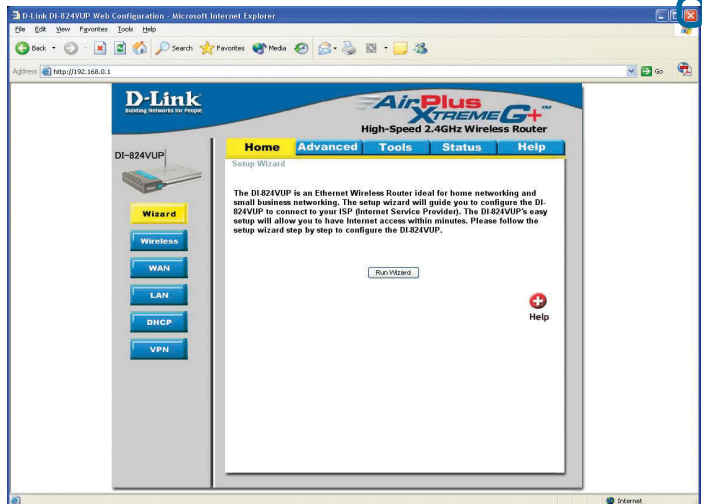 D-Link DI-824VUP Web Configuration - Microsoft Internet Explorer
File Edit View Favorites Tools Help
Back Search Favorites Media
Address http://192.168.0.1 Go
D-Link
Building Networks for People
AirPlus
XTREME G+™
High-Speed 2.4GHz Wireless Router
DI-824VUP
Home Advanced Tools Status Help
Setup Wizard
The DI-824VUP is an Ethernet Wireless Router ideal for home networking and
small business networking. The setup wizard will guide you to configure the DI-
824VUP to connect to your ISP (Internet Service Provider). The DI-824VUP's easy
setup will allow you to have Internet access within minutes. Please follow the
setup wizard step by step to configure the DI-824VUP.
Wizard
Wireless
WAN
LAN
DHCP
VPN
Run Wizard
Help
Internet